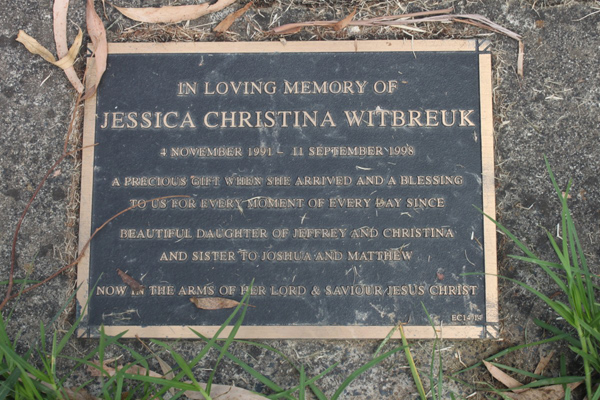 IN LOVING MEMORY OF
JESSICA CHRISTINA WITBREUK
4 NOVEMBER 1991 - 11 SEPTEMBER 1998
A PRECIOUS GIFT WHEN SHE ARRIVED AND A BLESSING
TO US FOR EVERY MOMENT OF EVERY DAY SINCE
BEAUTIFUL DAUGHTER OF JEFFREY AND CHRISTINA
AND SISTER TO JOSHUA AND MATTHEW
NOW IN THE ARMS OF HER LORD & SAVIOUR JESUS CHRIST